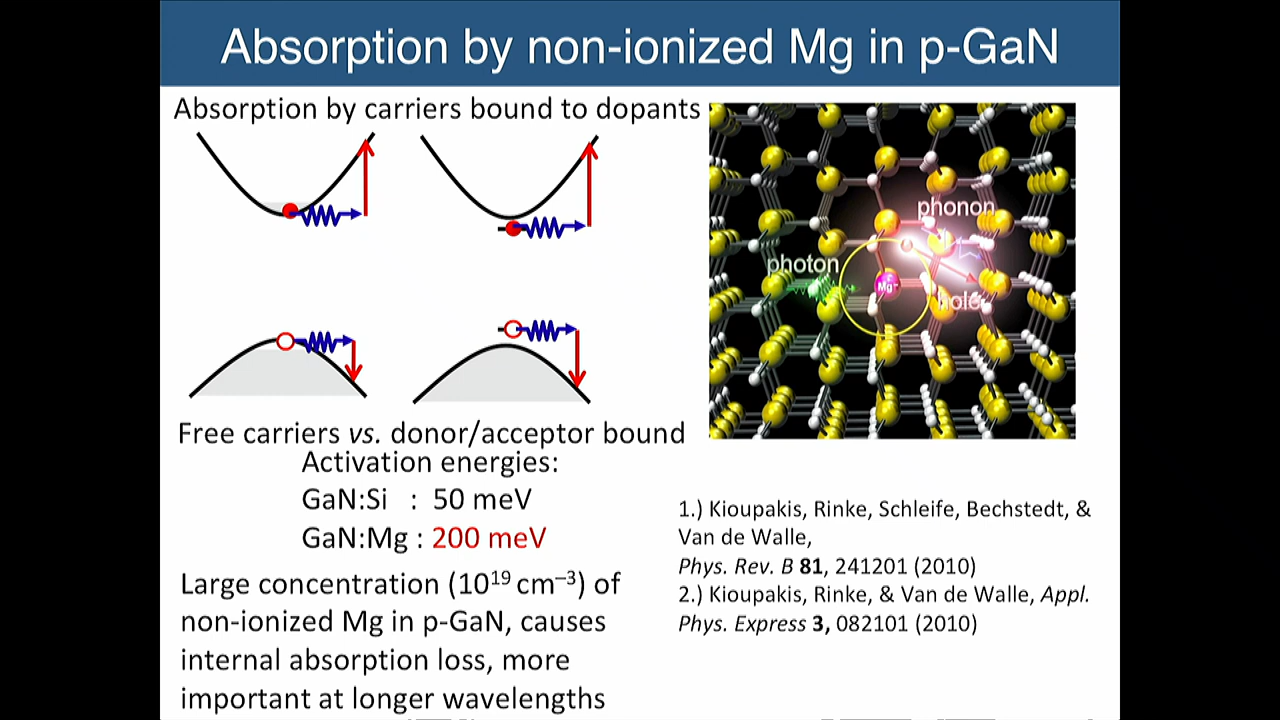 Absorption by non-ionized Mg in p-GaN
Absorption by carriers bound to dopants
phonon
photon
Mg⁻
hole
Free carriers vs. donor/acceptor bound
Activation energies:
GaN:Si : 50 meV
GaN:Mg : 200 meV
Large concentration (10¹⁹ cm⁻³) of
non-ionized Mg in p-GaN, causes
internal absorption loss, more
important at longer wavelengths
1.) Kioupakis, Rinke, Schleife, Bechstedt, &
Van de Walle,
Phys. Rev. B 81, 241201 (2010)
2.) Kioupakis, Rinke, & Van de Walle, Appl.
Phys. Express 3, 082101 (2010)